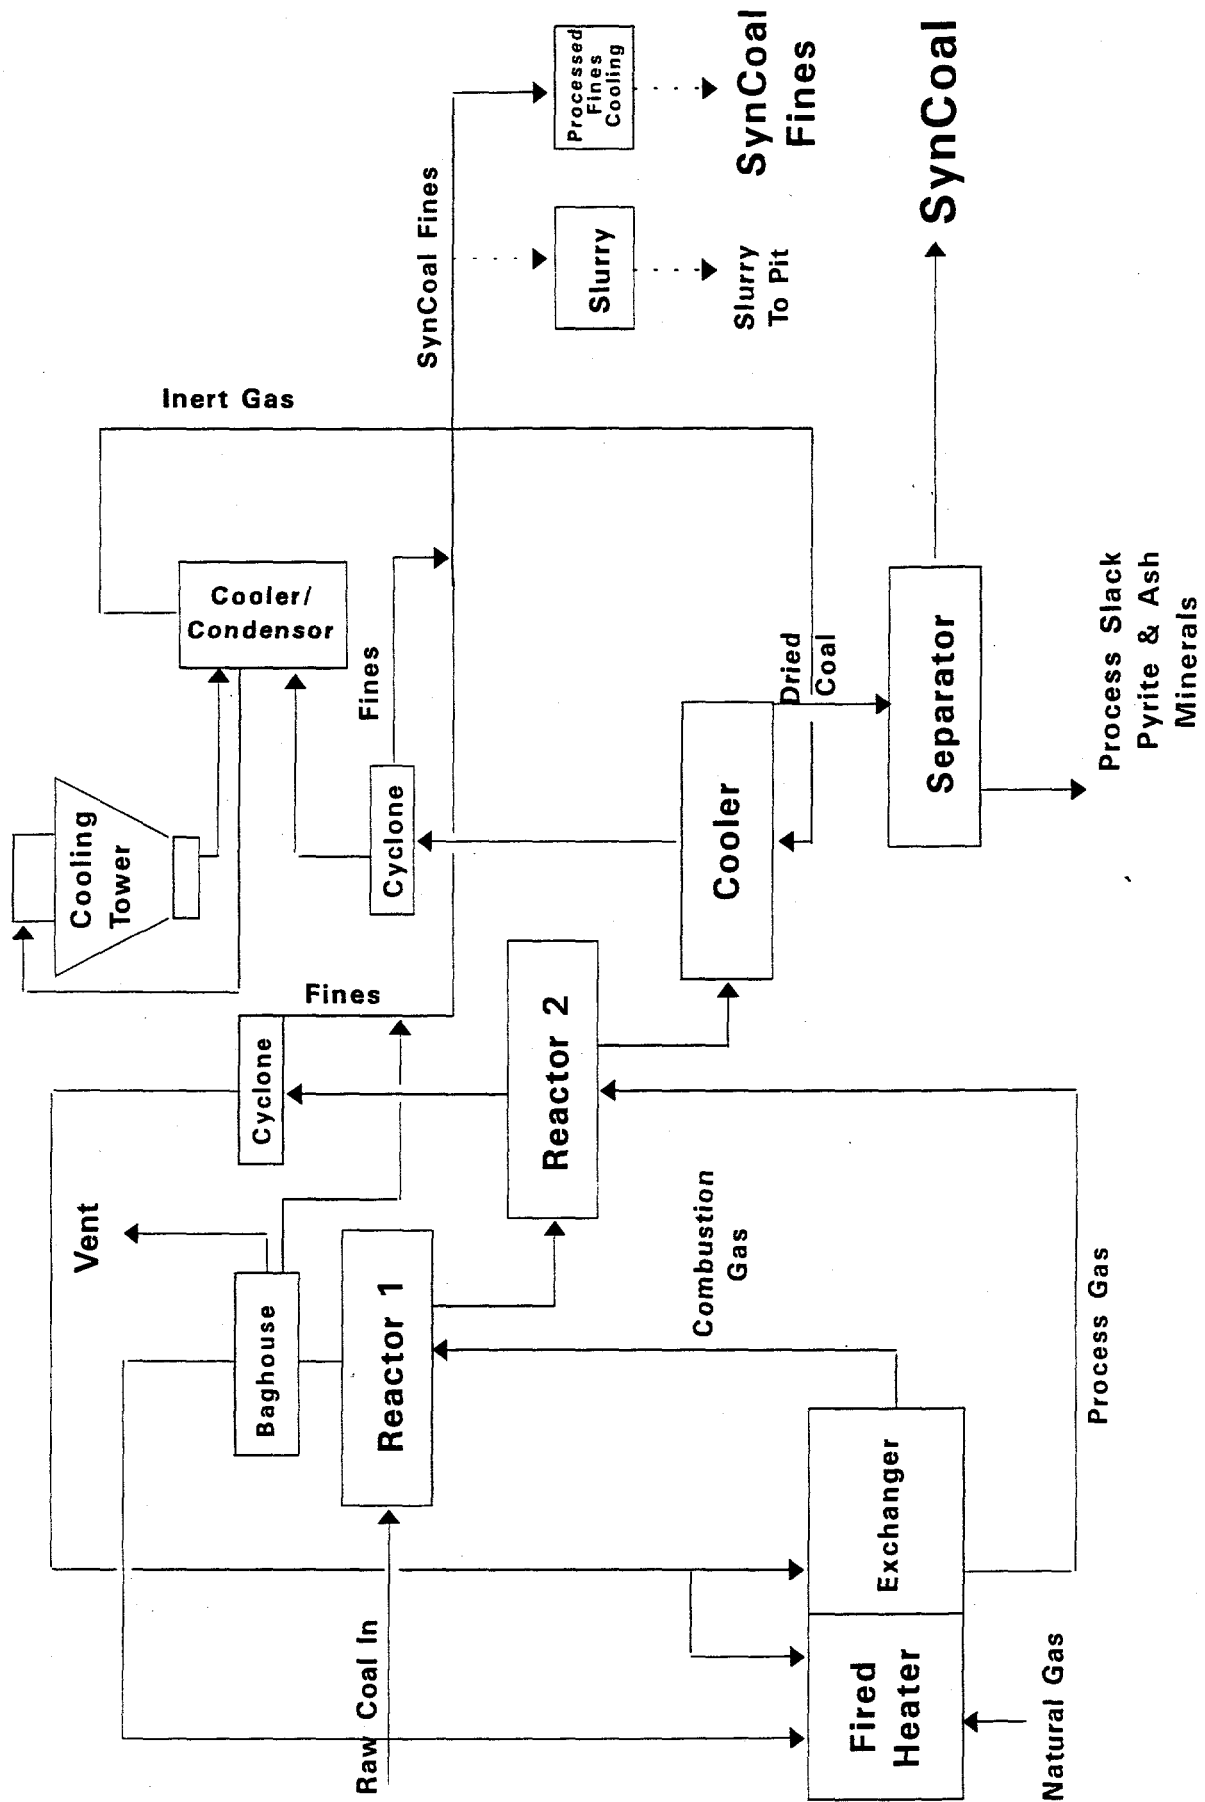 Cooling
Tower
Cooler/
Condensor
Inert Gas
Vent
Cyclone
Fines
Cyclone
Fines
SynCoal Fines
Processed
Fines
Cooling
SynCoal
Fines
Slurry
Slurry
To Pit
Baghouse
Raw Coal In
Reactor 1
Reactor 2
Cooler
Dried
Coal
SynCoal
Separator
Combustion
Gas
Fired
Heater
Exchanger
Natural Gas
Process Gas
Process Slack
Pyrite & Ash
Minerals